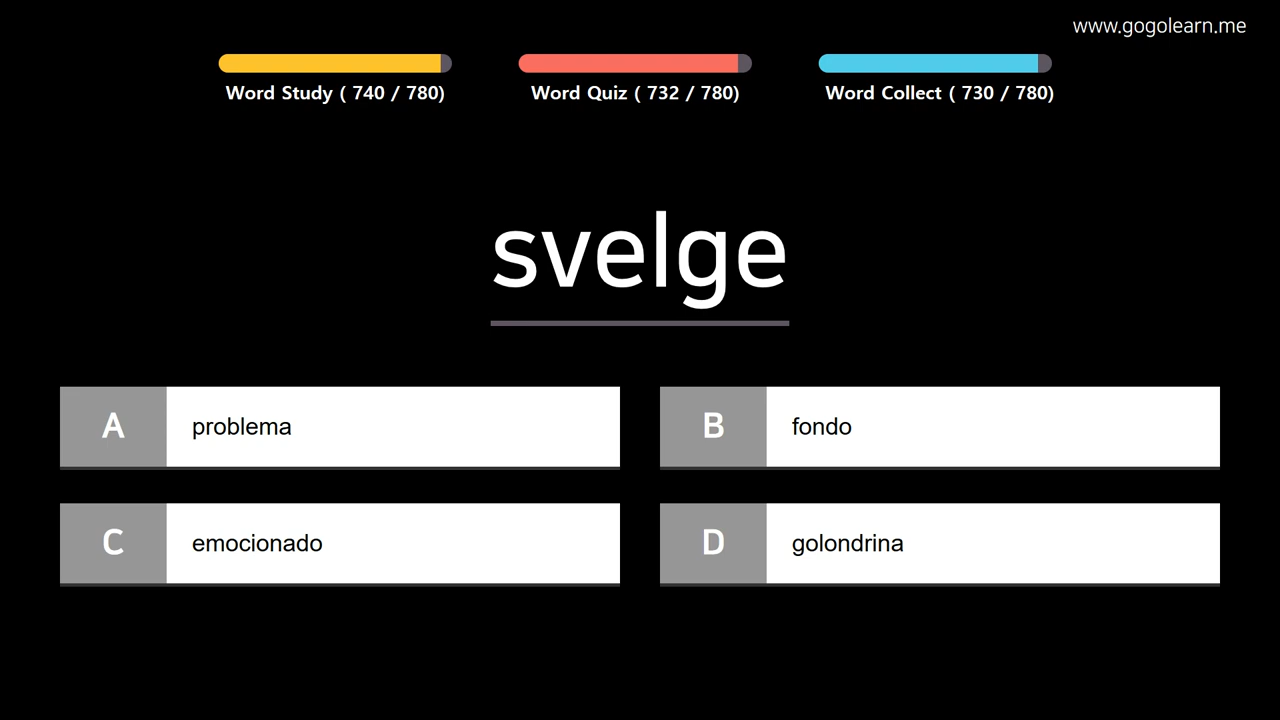 www.gogolearn.me
Word Study ( 740 / 780)
Word Quiz ( 732 / 780)
Word Collect ( 730 / 780)
svelge
A problema
B fondo
C emocionado
D golondrina